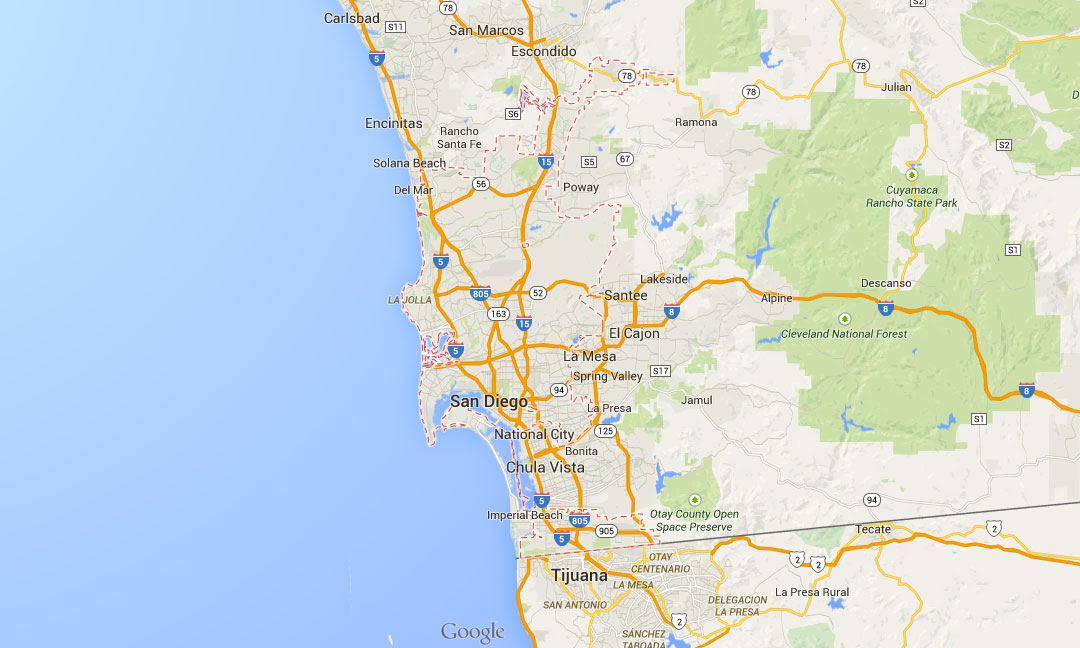 S2
Carlsbad
78
S11
San Marcos
Escondido
5
78
78
78
Julian
D
S6
Ramona
Encinitas
Rancho
Santa Fe
S2
Solana Beach
15
S5
67
56
Del Mar
Poway
Cuyamaca
Rancho State Park
S1
5
Lakeside
Descanso
805
52
Santee
Alpine
LA JOLLA
163
15
8
8
El Cajon
Cleveland National Forest
5
La Mesa
Spring Valley
S17
94
8
San Diego
Jamul
La Presa
S1
National City
125
Bonita
Chula Vista
5
94
Imperial Beach
805
Otay County Open
Space Preserve
905
Tecate
2
5
OTAY
CENTENARIO
2
2
Tijuana
LA MESA
La Presa Rural
SAN ANTONIO
DELEGACION
LA PRESA
2
Google
SÁNCHEZ
TABOADA